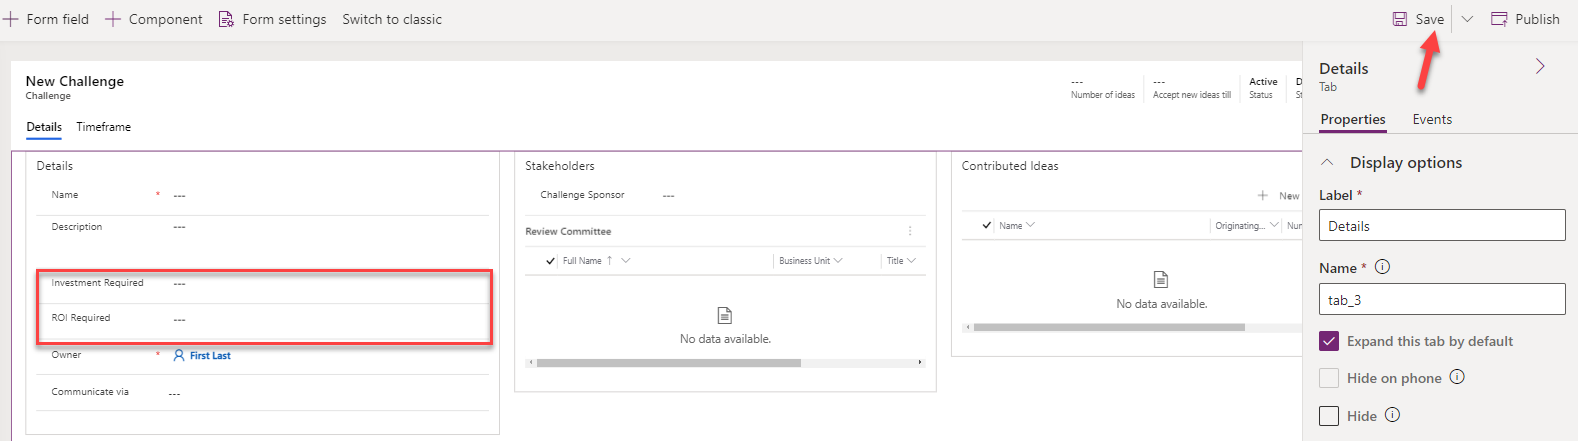 Form field
Component
Form settings
Switch to classic
Save
Publish
New Challenge
Challenge
---
Number of ideas
---
Accept new ideas till
Active
Status
D
St
Details
Timeframe
Details
Name * ---
Description ---
Investment Required ---
ROI Required ---
Owner * First Last
Communicate via ---
Stakeholders
Challenge Sponsor ---
Review Committee
Full Name ↑
Business Unit
Title
No data available.
Contributed Ideas
+ New
Name
Originating...
Num
No data available.
Details
Tab
Properties
Events
Display options
Label *
Details
Name *
tab_3
Expand this tab by default
Hide on phone
Hide